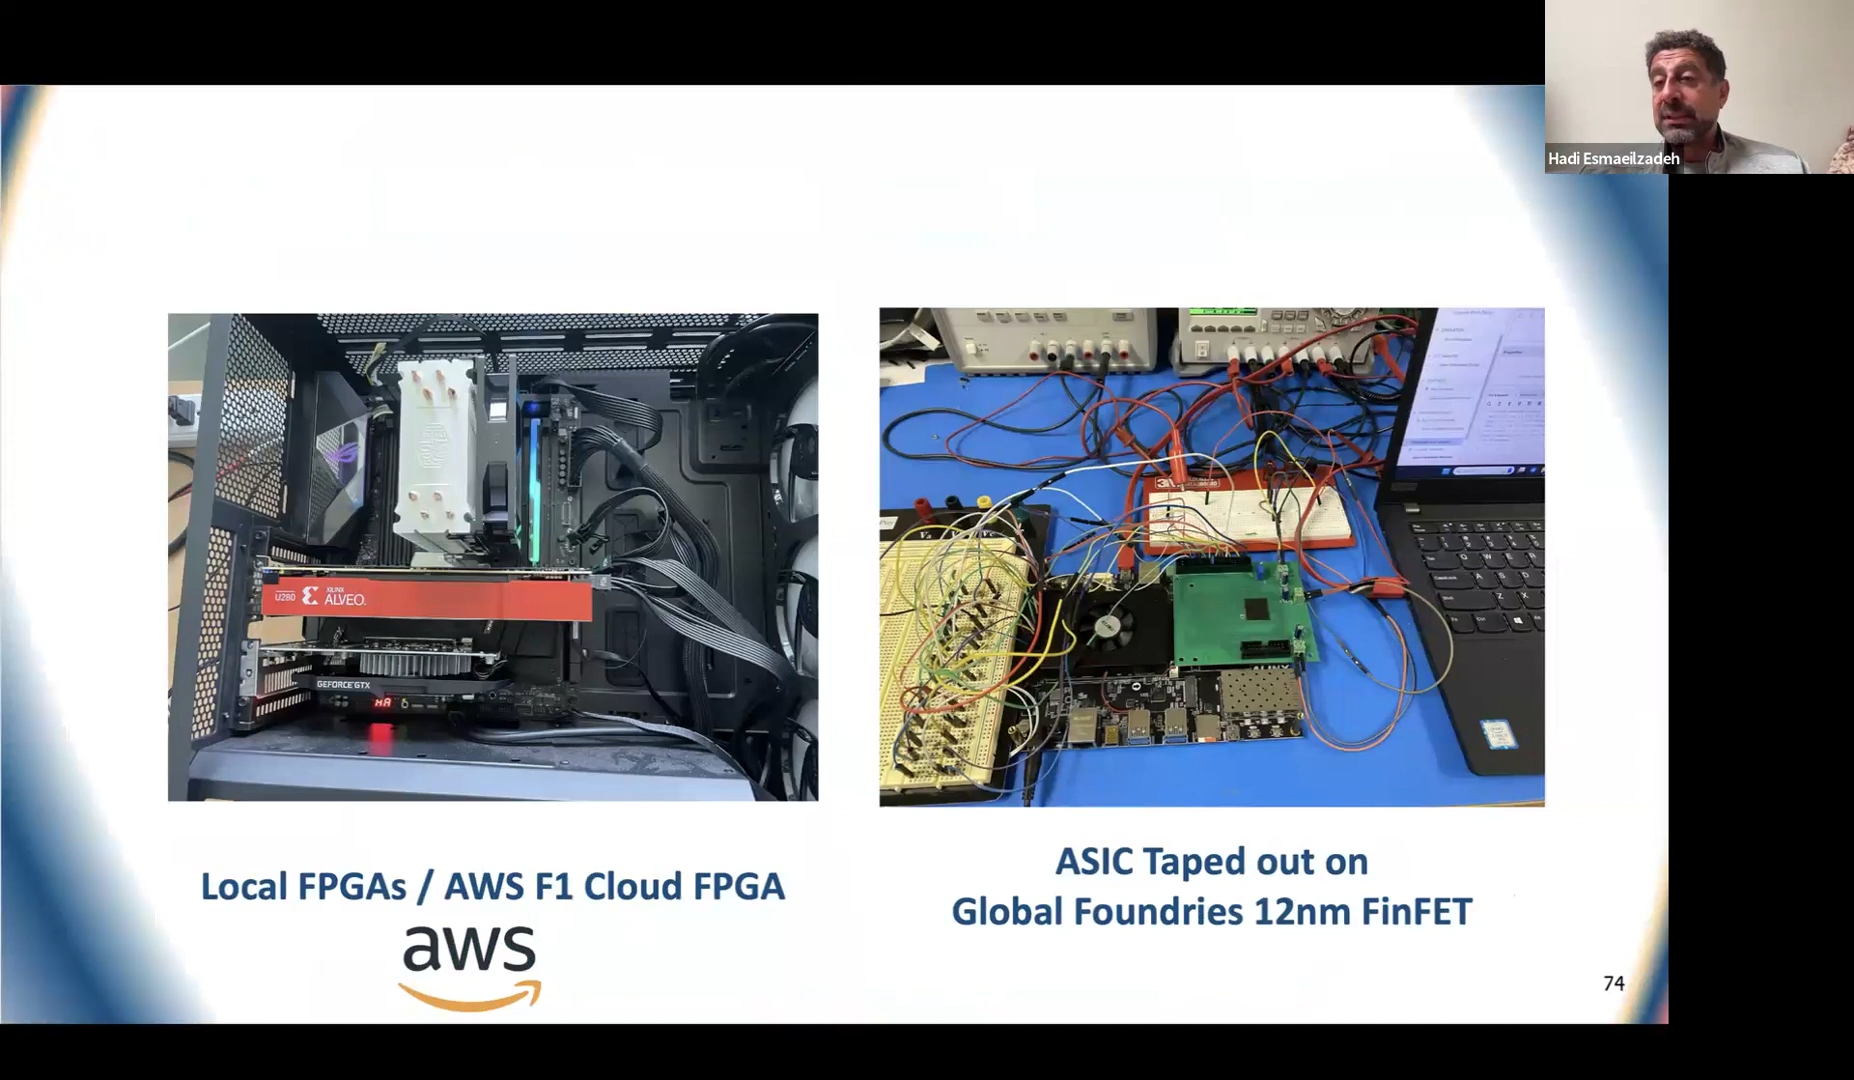 Hadi Esmaeilzadeh
U280
XILINX
ALVEO.
GEFORCE GTX
Local FPGAs / AWS F1 Cloud FPGA
aws
ASIC Taped out on
Global Foundries 12nm FinFET
74